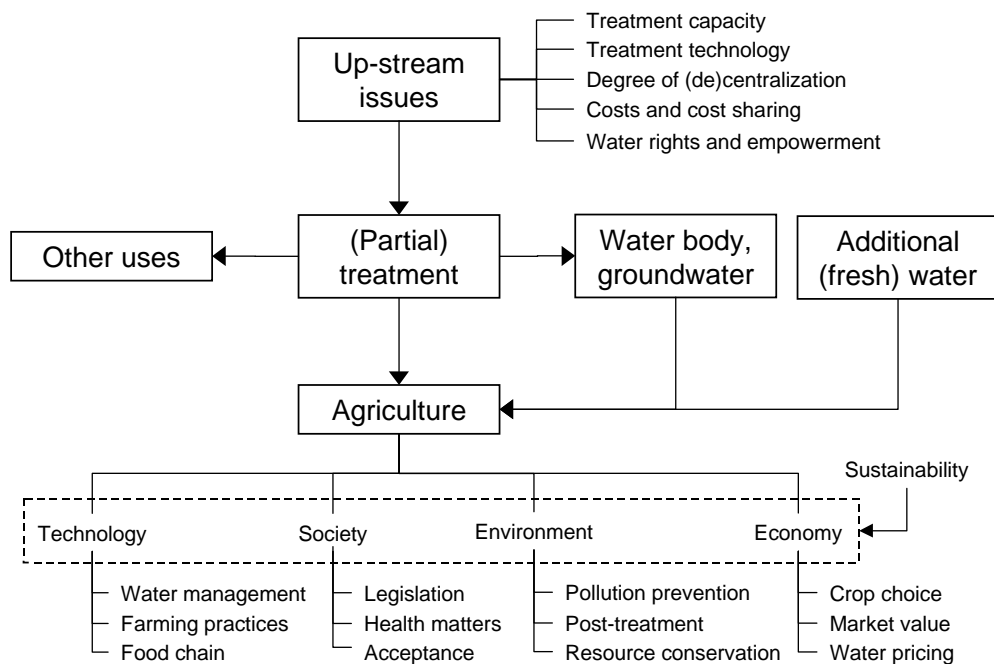 Treatment capacity
Treatment technology
Degree of (de)centralization
Costs and cost sharing
Water rights and empowerment
Up-stream
issues
Other uses
(Partial)
treatment
Water body,
groundwater
Additional
(fresh) water
Agriculture
Sustainability
Technology
Society
Environment
Economy
Water management
Farming practices
Food chain
Legislation
Health matters
Acceptance
Pollution prevention
Post-treatment
Resource conservation
Crop choice
Market value
Water pricing